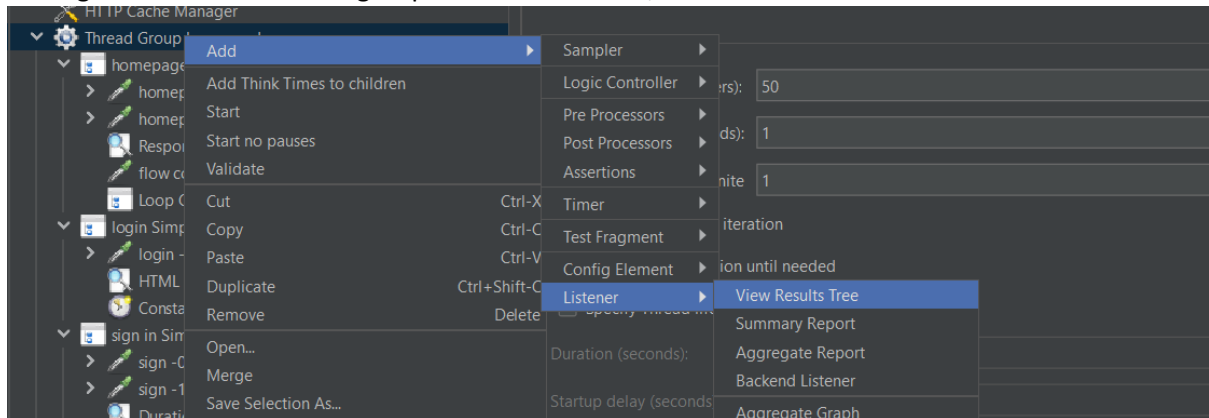 HTTP Cache Manager
Thread Group
homepage
login Simp
login -
HTML
Consta
sign in Sim
sign -0
sign -1
Durati
Respo
flow co
Loop C
Add
Add Think Times to children
Start
Start no pauses
Validate
Cut Ctrl-X
Copy Ctrl-C
Paste Ctrl-V
Duplicate Ctrl+Shift-C
Remove Delete
Open...
Merge
Save Selection As...
Sampler
Logic Controller
Pre Processors
Post Processors
Assertions
Timer
Test Fragment
Config Element
Listener
View Results Tree
Summary Report
Aggregate Report
Backend Listener
Aggregate Graph
ers): 50
ds): 1
nite 1
iteration
ion until needed
Duration (seconds):
Startup delay (seconds